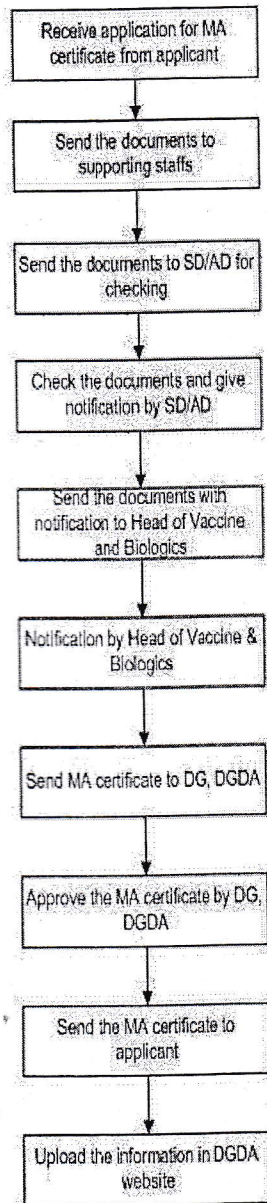 Receive application for MA
certificate from applicant
Send the documents to
supporting staffs
Send the documents to SD/AD for
checking
Check the documents and give
notification by SD/AD
Send the documents with
notification to Head of Vaccine
and Biologics
Notification by Head of Vaccine &
Biologics
Send MA certificate to DG, DGDA
Approve the MA certificate by DG,
DGDA
Send the MA certificate to
applicant
Upload the information in DGDA
website